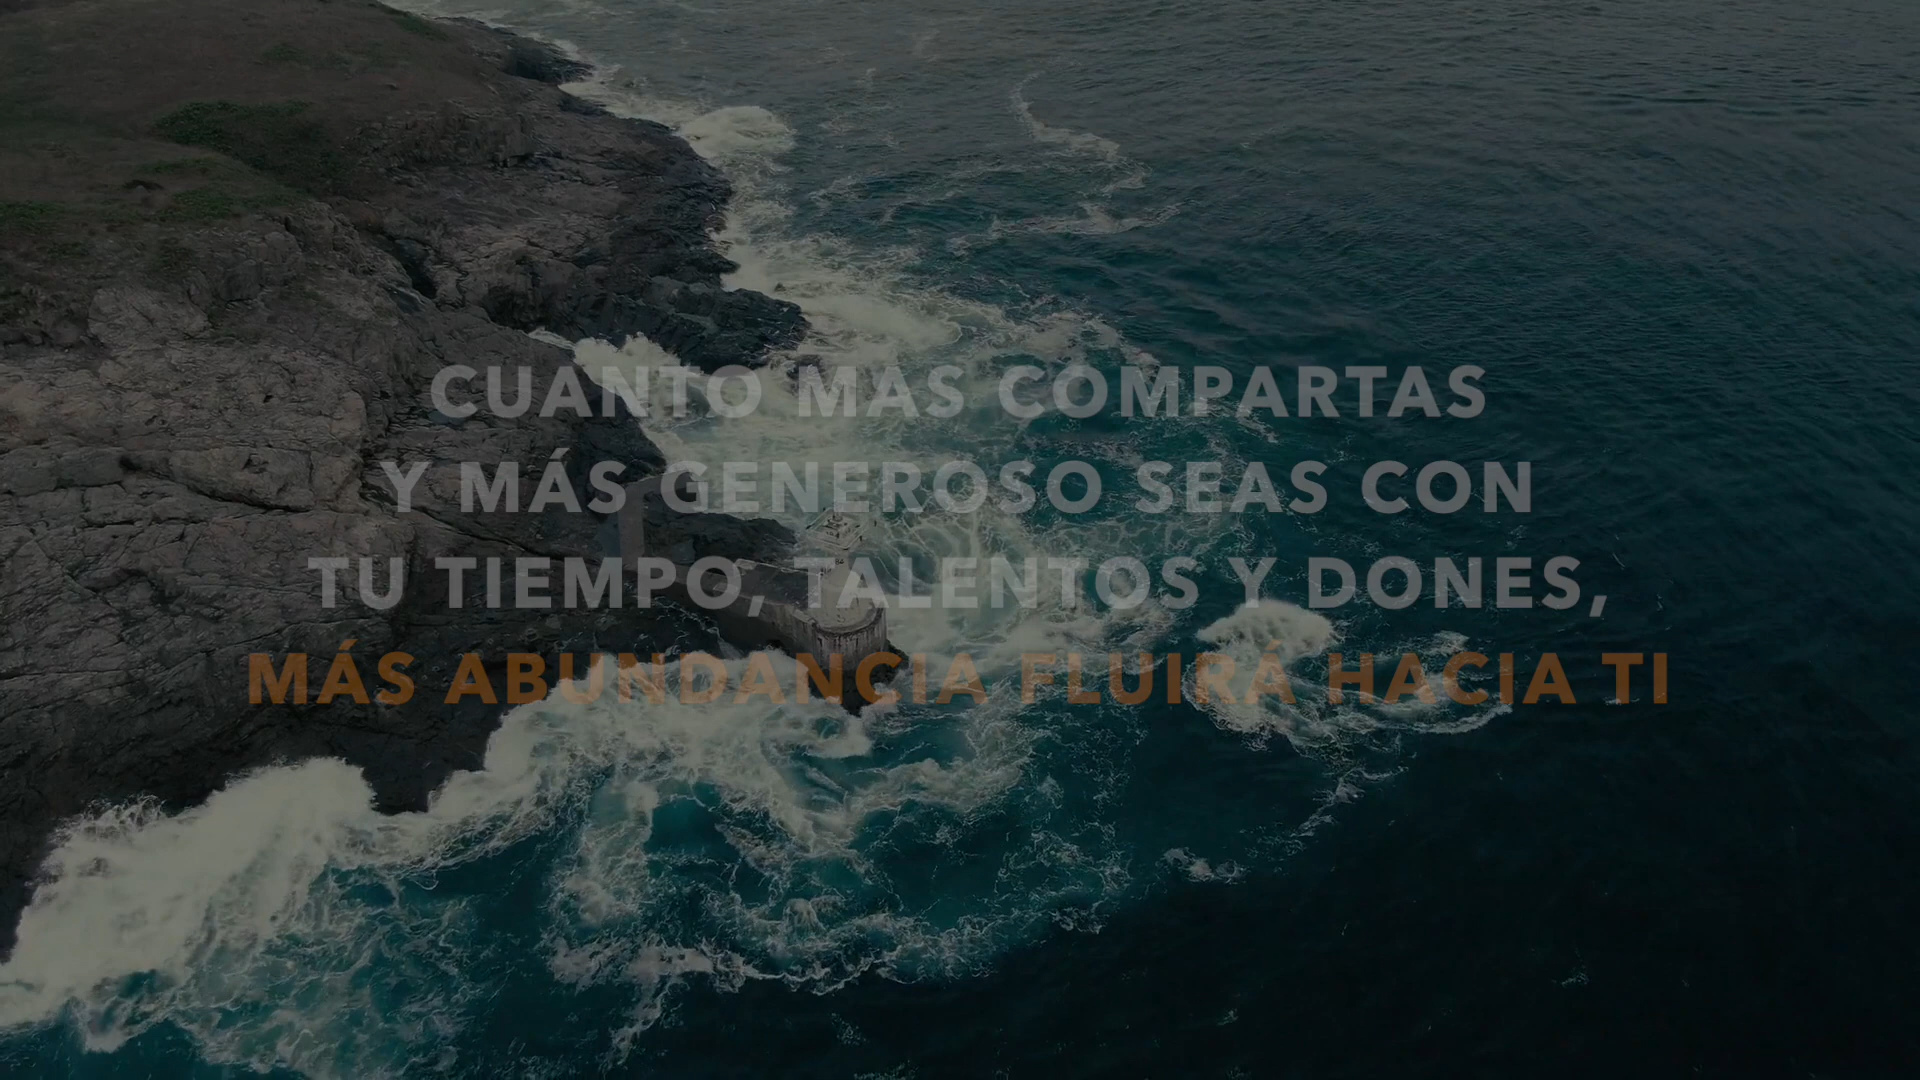 CUANTO MAS COMPARTAS
Y MÁS GENEROSO SEAS CON
TU TIEMPO, TALENTOS Y DONES,
MÁS ABUNDANCIA FLUIRÁ HACIA TI